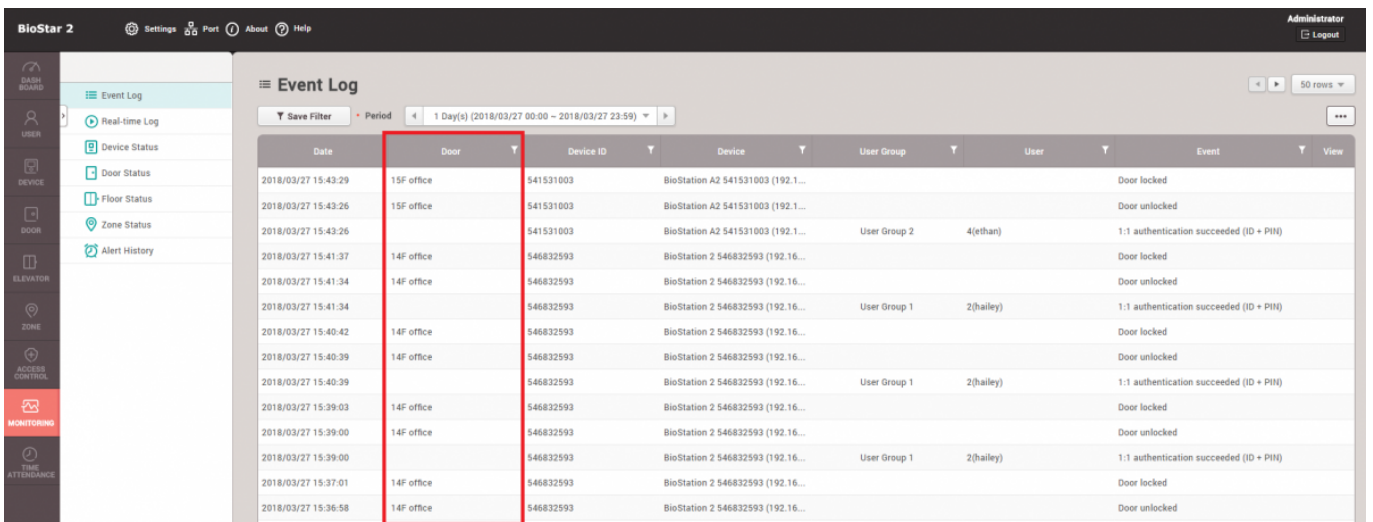 BioStar 2 Settings Port About Help Administrator
Logout
DASH
BOARD
USER
DEVICE
DOOR
ELEVATOR
ZONE
ACCESS
CONTROL
MONITORING
TIME
ATTENDANCE
Event Log
Real-time Log
Device Status
Door Status
Floor Status
Zone Status
Alert History
Event Log
50 rows
Save Filter • Period 1 Day(s) (2018/03/27 00:00 ~ 2018/03/27 23:59) •••
Date Door Device ID Device User Group User Event View
2018/03/27 15:43:29 15F office 541531003 BioStation A2 541531003 (192.1... Door locked
2018/03/27 15:43:26 15F office 541531003 BioStation A2 541531003 (192.1... Door unlocked
2018/03/27 15:43:26 541531003 BioStation A2 541531003 (192.1... User Group 2 4(ethan) 1:1 authentication succeeded (ID + PIN)
2018/03/27 15:41:37 14F office 546832593 BioStation 2 546832593 (192.16... Door locked
2018/03/27 15:41:34 14F office 546832593 BioStation 2 546832593 (192.16... Door unlocked
2018/03/27 15:41:34 546832593 BioStation 2 546832593 (192.16... User Group 1 2(hailey) 1:1 authentication succeeded (ID + PIN)
2018/03/27 15:40:42 14F office 546832593 BioStation 2 546832593 (192.16... Door locked
2018/03/27 15:40:39 14F office 546832593 BioStation 2 546832593 (192.16... Door unlocked
2018/03/27 15:40:39 546832593 BioStation 2 546832593 (192.16... User Group 1 2(hailey) 1:1 authentication succeeded (ID + PIN)
2018/03/27 15:39:03 14F office 546832593 BioStation 2 546832593 (192.16... Door locked
2018/03/27 15:39:00 14F office 546832593 BioStation 2 546832593 (192.16... Door unlocked
2018/03/27 15:39:00 546832593 BioStation 2 546832593 (192.16... User Group 1 2(hailey) 1:1 authentication succeeded (ID + PIN)
2018/03/27 15:37:01 14F office 546832593 BioStation 2 546832593 (192.16... Door locked
2018/03/27 15:36:58 14F office 546832593 BioStation 2 546832593 (192.16... Door unlocked